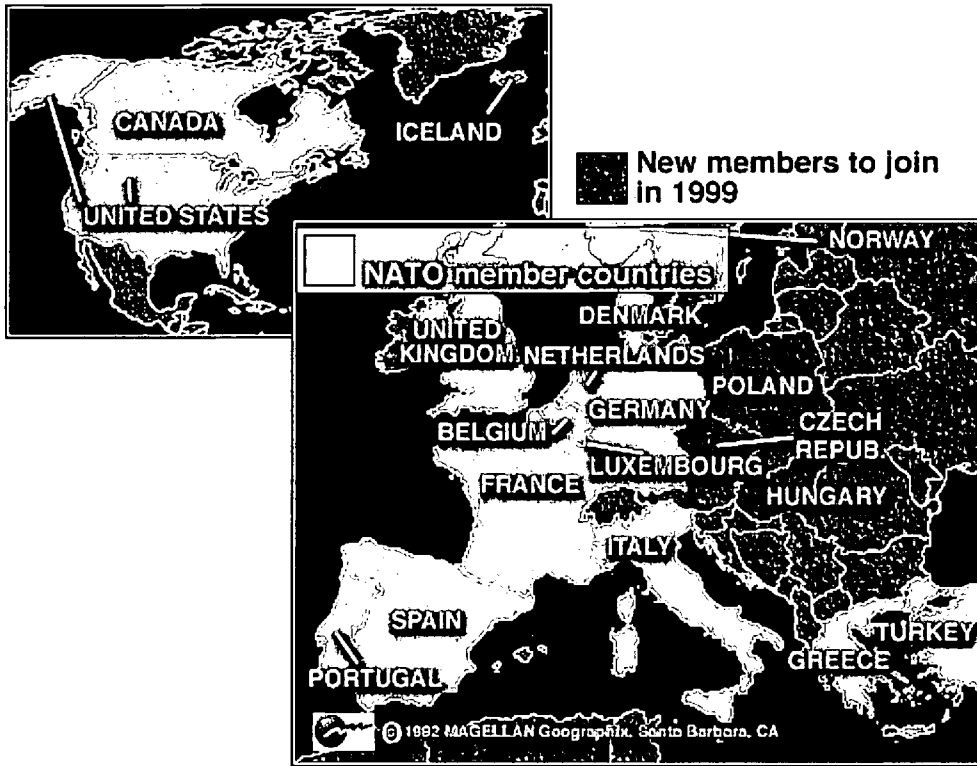 CANADA
ICELAND
UNITED STATES
New members to join
in 1999
NORWAY
NATO member countries
UNITED
KINGDOM
DENMARK
NETHERLANDS
POLAND
GERMANY
BELGIUM
CZECH
REPUB.
LUXEMBOURG
FRANCE
HUNGARY
ITALY
SPAIN
TURKEY
GREECE
PORTUGAL
© 1992 MAGELLAN Geographix, Santa Barbara, CA